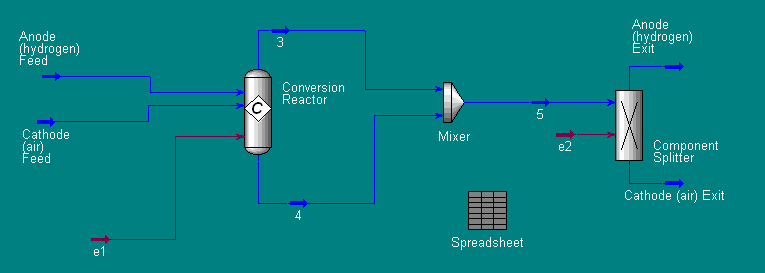 Anode
(hydrogen)
Feed
Cathode
(air)
Feed
e1
3
C
Conversion
Reactor
4
Mixer
5
Spreadsheet
e2
Anode
(hydrogen)
Exit
Component
Splitter
Cathode (air) Exit